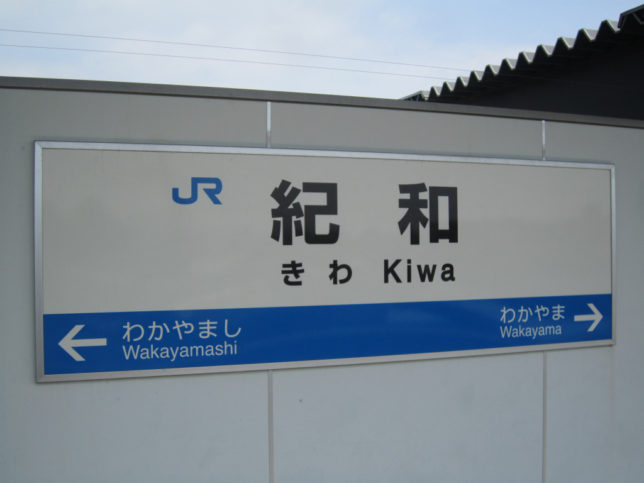 JR 紀和
きわ Kiwa
← わかやまし わかやま →
Wakayamashi Wakayama